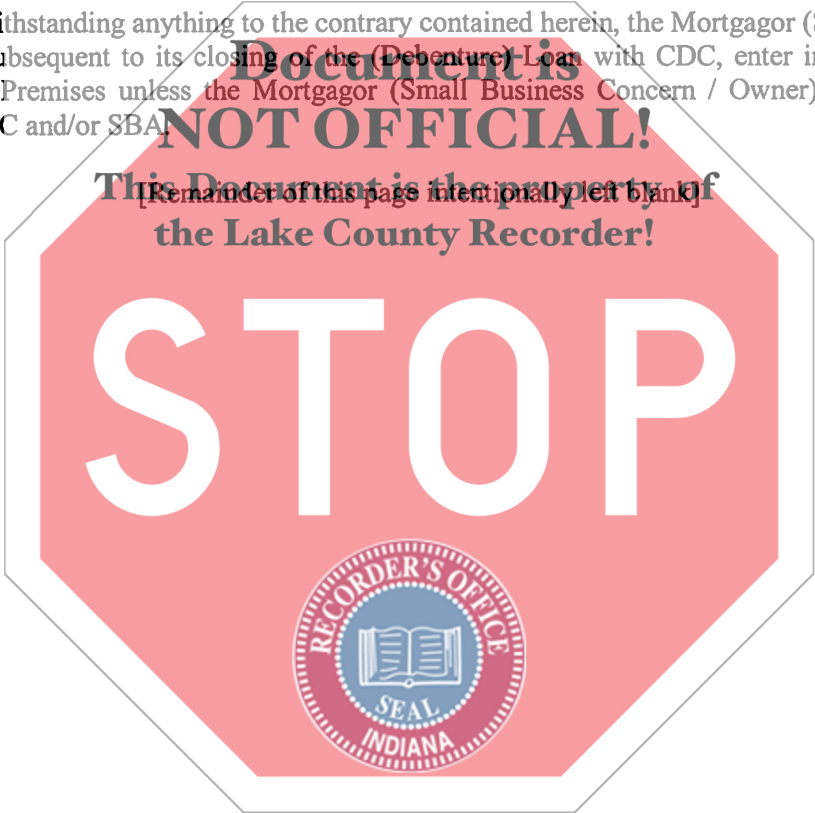 ithstanding anything to the contrary contained herein, the Mortgagor (
ubsequent to its closing of the (Debenture) Loan with CDC, enter i
Premises unless the Mortgagor (Small Business Concern / Owner)
C and/or SBA.
Document is
NOT OFFICIAL!
This Document is the property of
the Lake County Recorder!
[Remainder of this page intentionally left blank]
STOP
RECORDER'S OFFICE
SEAL
INDIANA